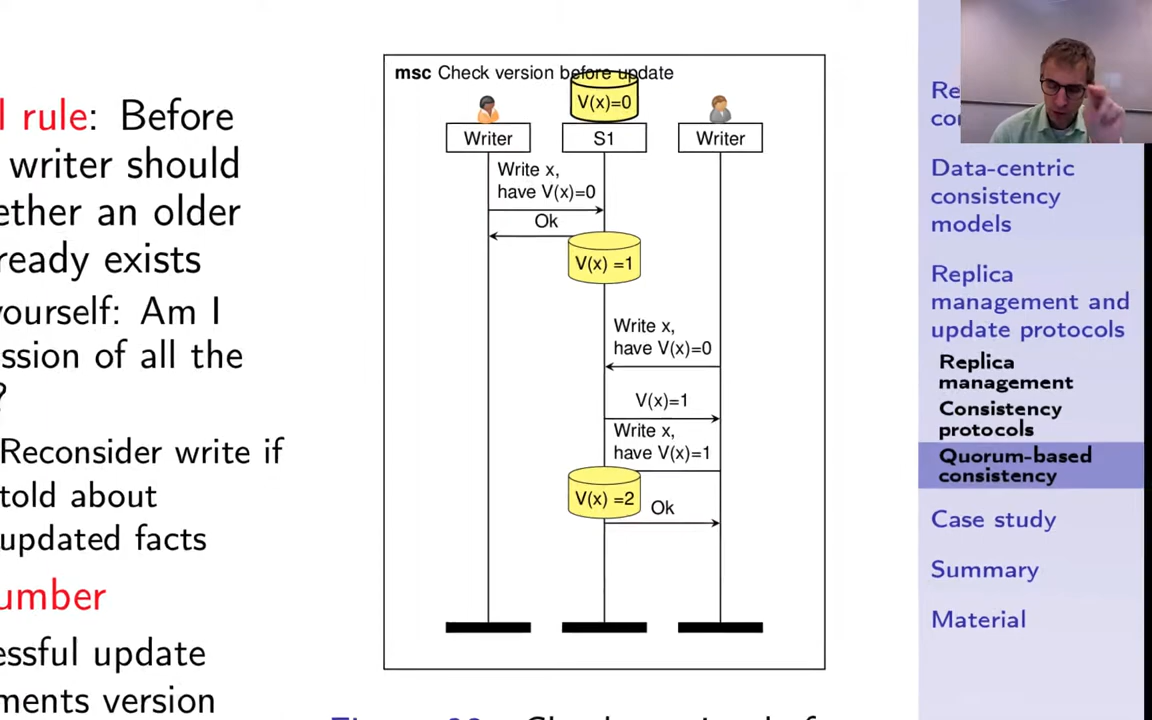 l rule: Before
writer should
ether an older
ready exists
yourself: Am I
ssion of all the
?
Reconsider write if
told about
updated facts
umber
essful update
ments version
msc Check version before update
V(x)=0
Writer
S1
Writer
Write x,
have V(x)=0
Ok
V(x) =1
Write x,
have V(x)=0
V(x)=1
Write x,
have V(x)=1
V(x) =2
Ok
Re
co
Data-centric
consistency
models
Replica
management and
update protocols
Replica
management
Consistency
protocols
Quorum-based
consistency
Case study
Summary
Material